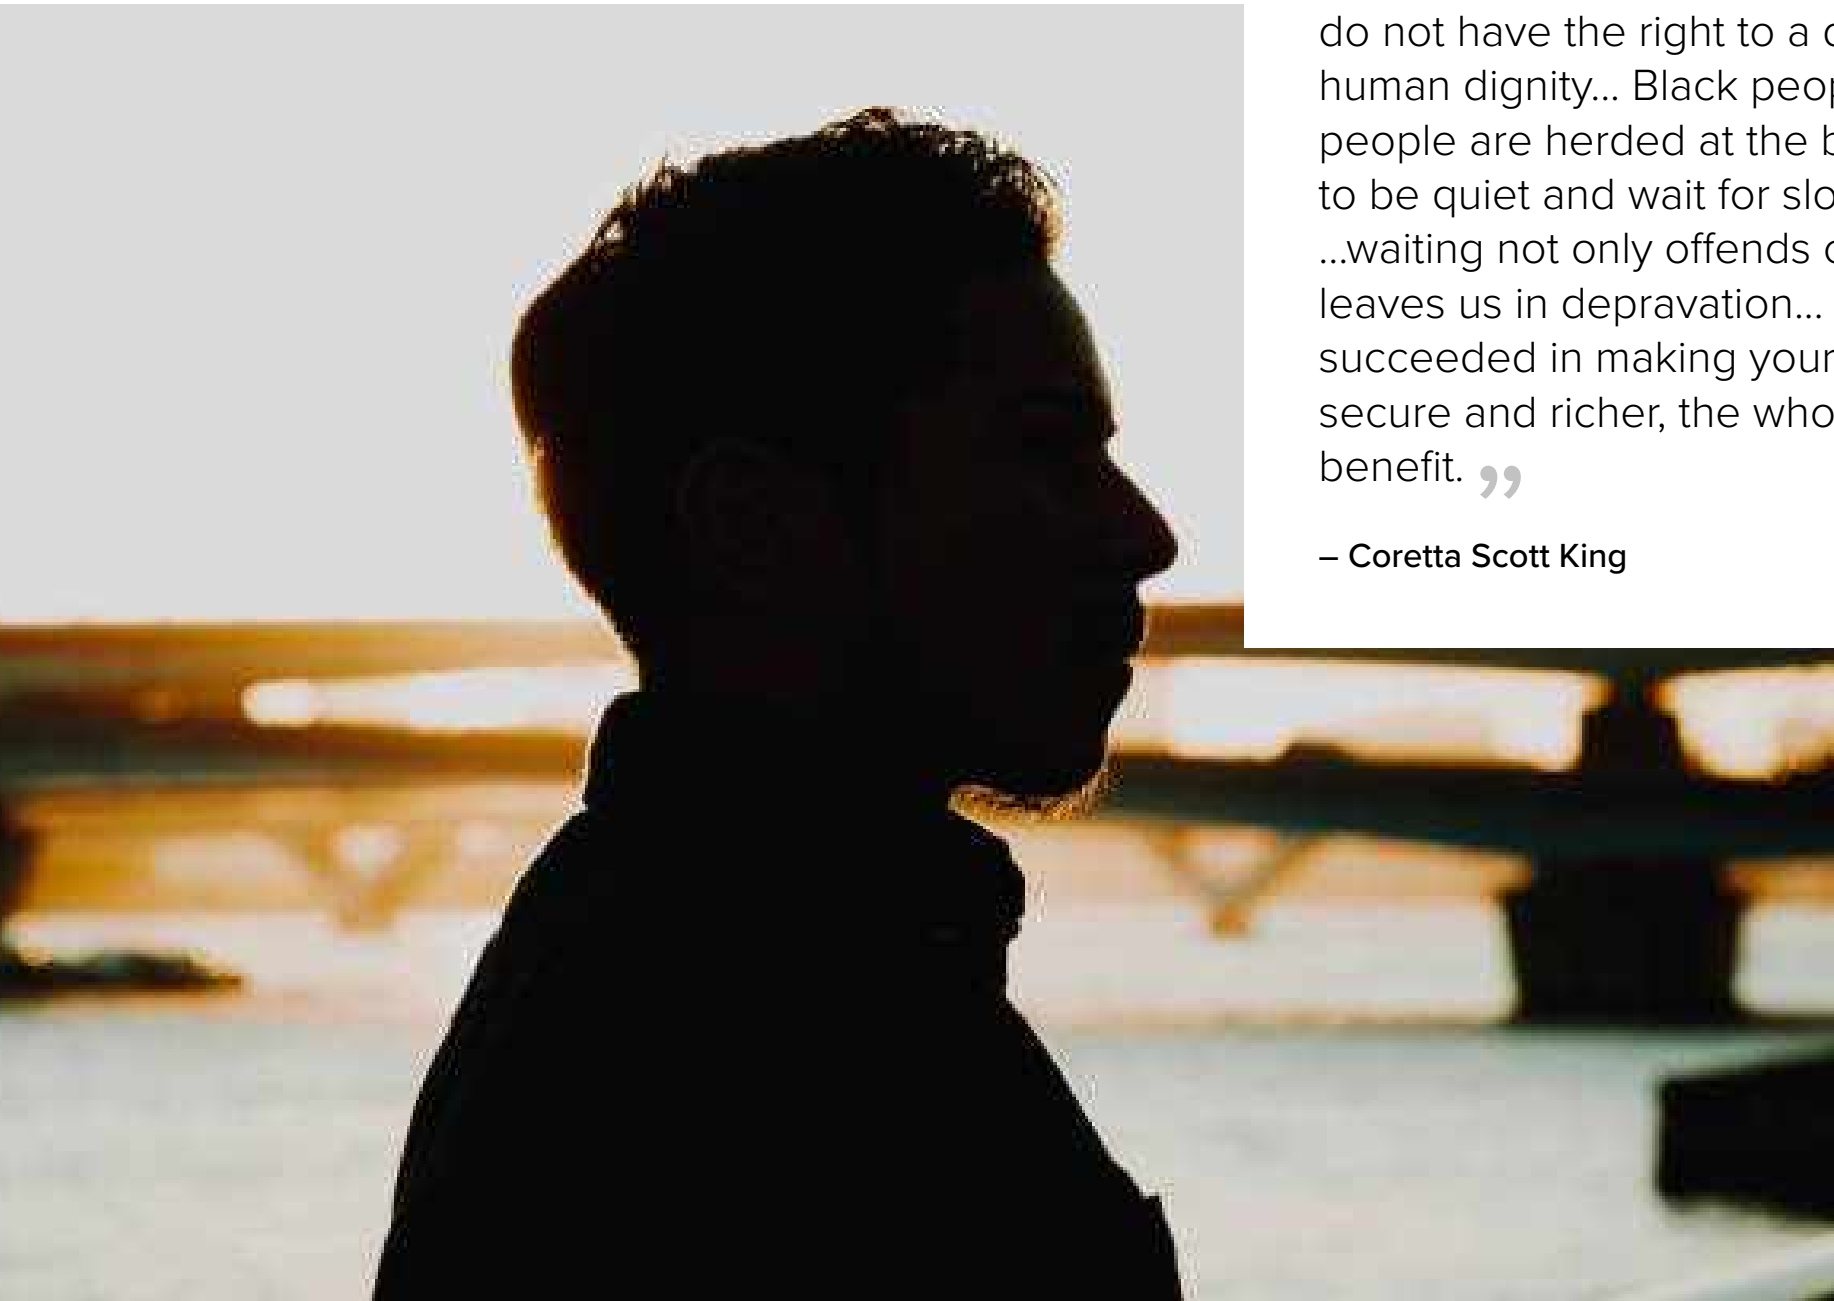 do not have the right to a
human dignity... Black
people are herded at the
to be quiet and wait for
...waiting not only offends
leaves us in depravation...
succeeded in making your
secure and richer, the
benefit. ”
– Coretta Scott King